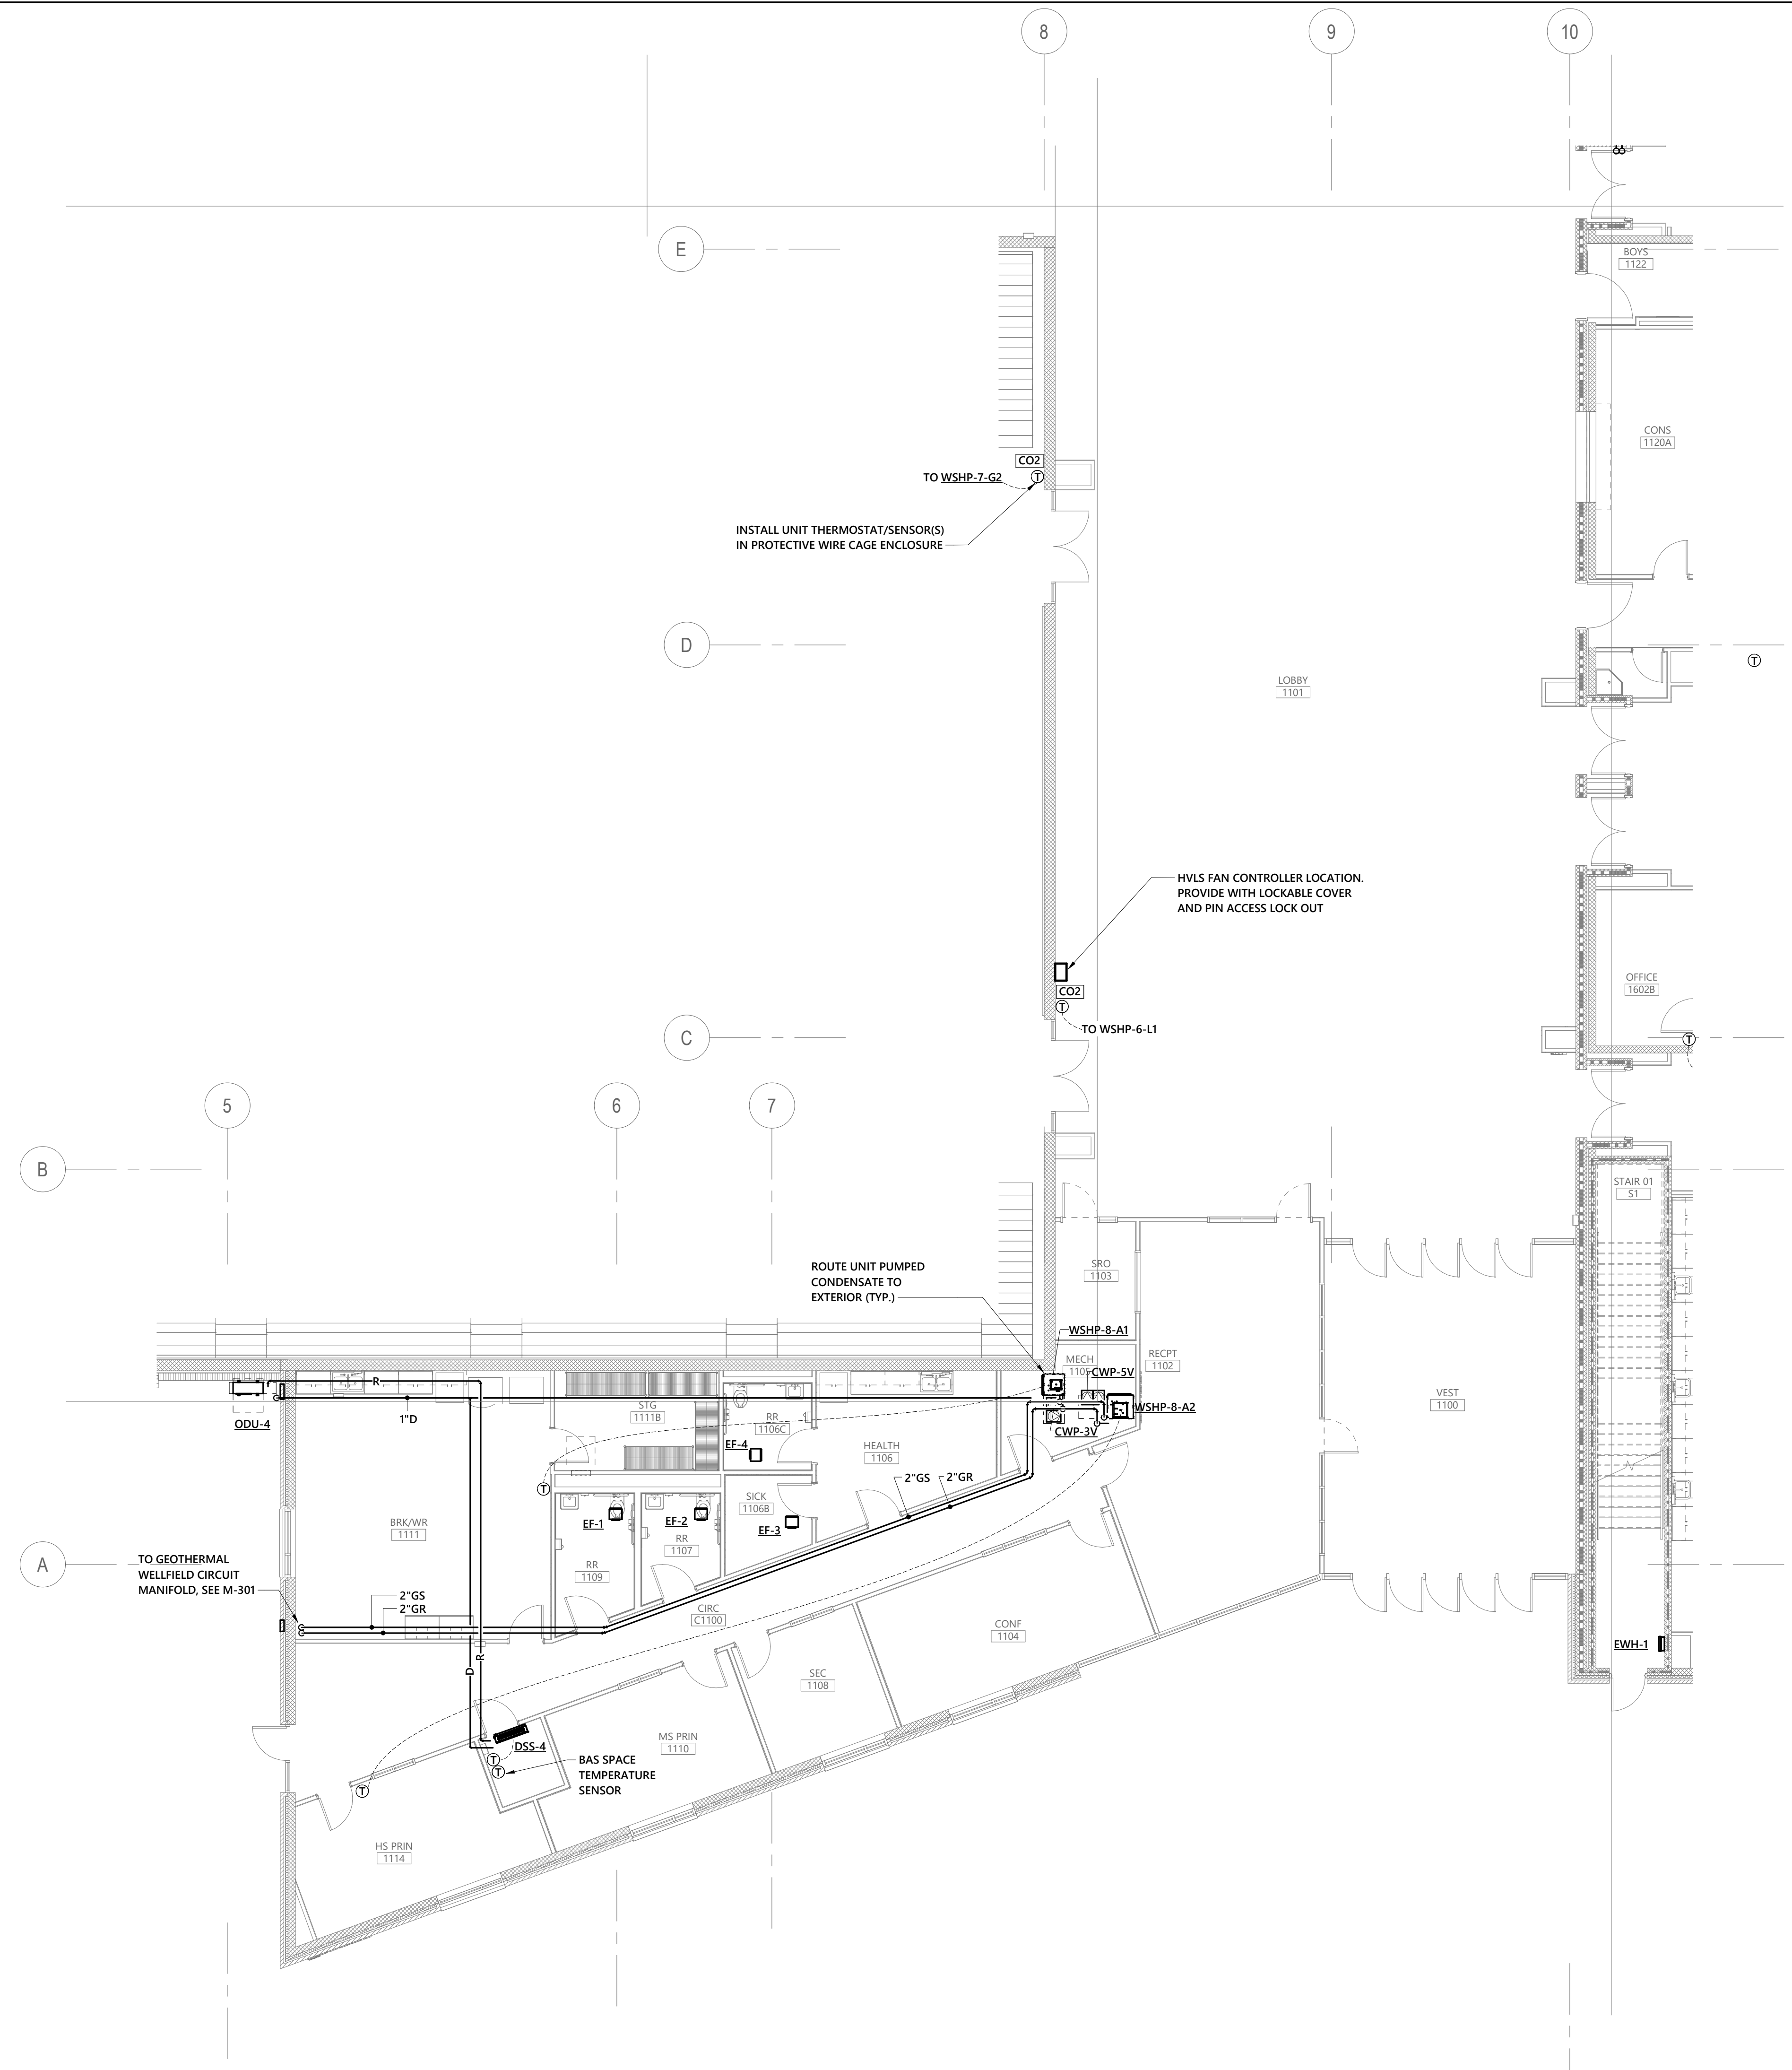 8
9
10
E
BOYS
1122
CONS
1120A
CO2
TO WSHP-7-G2
T
INSTALL UNIT THERMOSTAT/SENSOR(S)
IN PROTECTIVE WIRE CAGE ENCLOSURE
D
T
LOBBY
1101
HVLS FAN CONTROLLER LOCATION.
PROVIDE WITH LOCKABLE COVER
AND PIN ACCESS LOCK OUT
OFFICE
1602B
CO2
T
TO WSHP-6-L1
C
T
5
6
7
B
STAIR 01
S1
ROUTE UNIT PUMPED
CONDENSATE TO
EXTERIOR (TYP.)
SRO
1103
WSHP-8-A1
MECH
1105
CWP-5V
RECPT
1102
R
VEST
1100
STG
1111B
RR
1106C
WSHP-8-A2
ODU-4
1"D
CWP-3V
EF-4
HEALTH
1106
2"GS
2"GR
T
SICK
1106B
BRK/WR
1111
EF-1
EF-2
EF-3
RR
1107
A
TO GEOTHERMAL
WELLFIELD CIRCUIT
MANIFOLD, SEE M-301
RR
1109
2"GS
2"GR
CIRC
C1100
CONF
1104
EWH-1
R
D
SEC
1108
MS PRIN
1110
DSS-4
T
T
BAS SPACE
TEMPERATURE
SENSOR
T
HS PRIN
1114